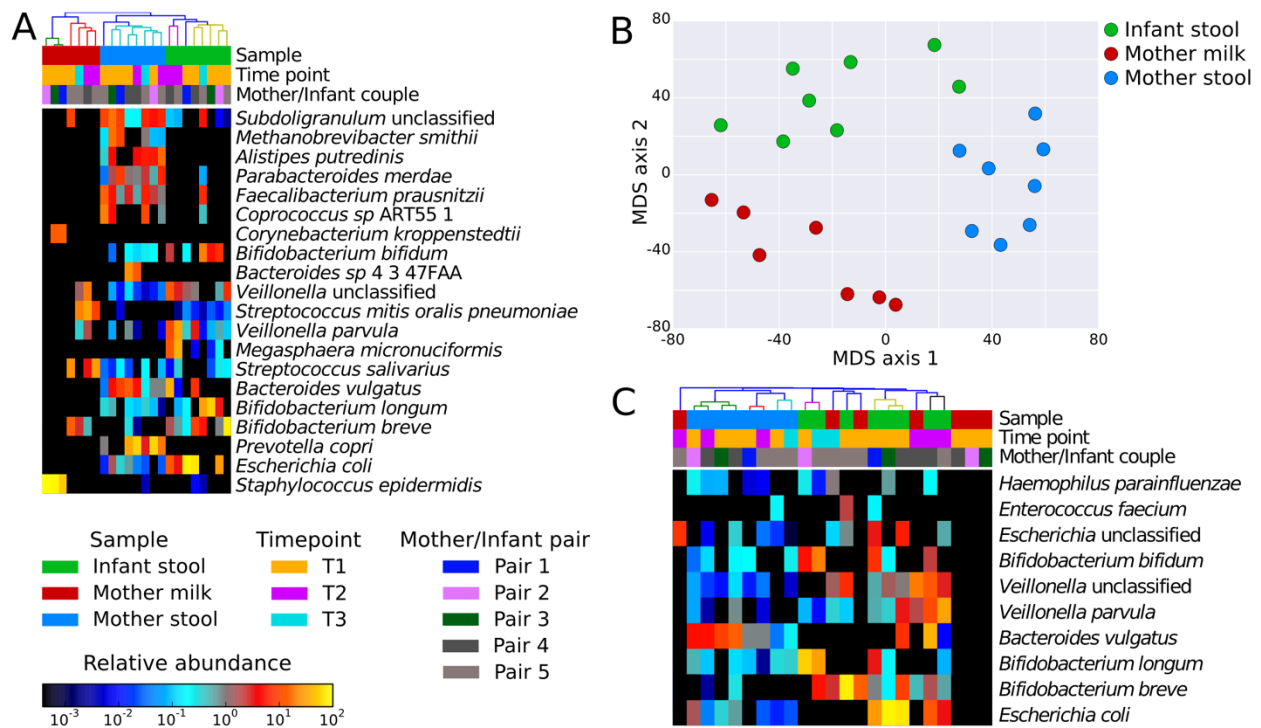 A
Sample
Time point
Mother/Infant couple
Subdoligranulum unclassified
Methanobrevibacter smithii
Alistipes putredinis
Parabacteroides merdae
Faecalibacterium prausnitzii
Coprococcus sp ART55 1
Corynebacterium kroppenstedtii
Bifidobacterium bifidum
Bacteroides sp 4 3 47FAA
Veillonella unclassified
Streptococcus mitis oralis pneumoniae
Veillonella parvula
Megasphaera micronuciformis
Streptococcus salivarius
Bacteroides vulgatus
Bifidobacterium longum
Bifidobacterium breve
Prevotella copri
Escherichia coli
Staphylococcus epidermidis
Sample
Infant stool
Mother milk
Mother stool
Timepoint
T1
T2
T3
Mother/Infant pair
Pair 1
Pair 2
Pair 3
Pair 4
Pair 5
Relative abundance
10⁻³ 10⁻² 10⁻¹ 10⁰ 10¹ 10²
B
MDS axis 2
80
40
0
-40
-80
-80 -40 0 40 80
MDS axis 1
Infant stool
Mother milk
Mother stool
C
Sample
Time point
Mother/Infant couple
Haemophilus parainfluenzae
Enterococcus faecium
Escherichia unclassified
Bifidobacterium bifidum
Veillonella unclassified
Veillonella parvula
Bacteroides vulgatus
Bifidobacterium longum
Bifidobacterium breve
Escherichia coli